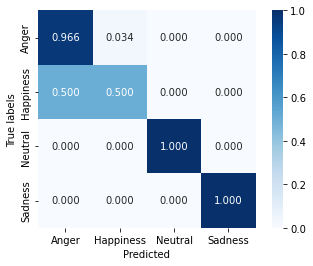 True labels
Anger 0.966 0.034 0.000 0.000
Happiness 0.500 0.500 0.000 0.000
Neutral 0.000 0.000 1.000 0.000
Sadness 0.000 0.000 0.000 1.000
Anger Happiness Neutral Sadness
Predicted
1.0
0.8
0.6
0.4
0.2
0.0